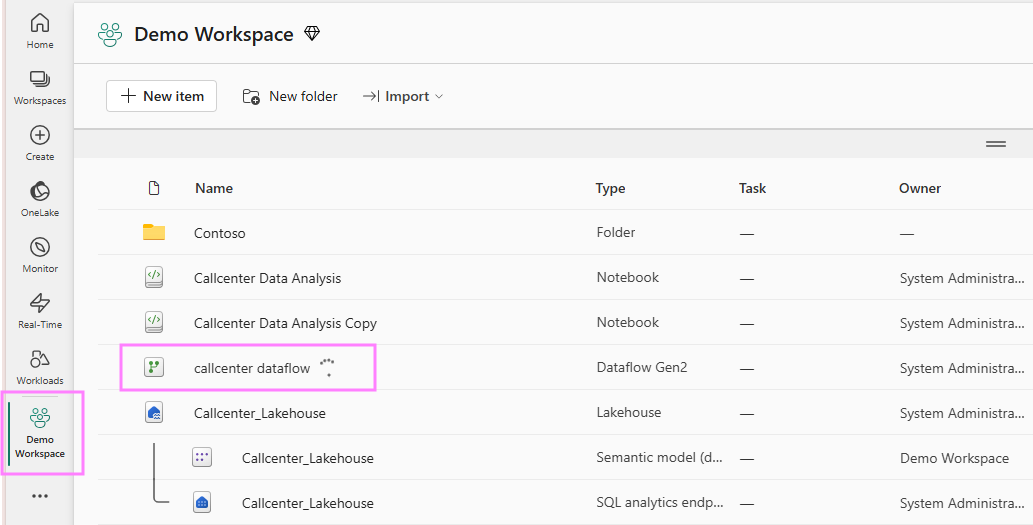 Home
Workspaces
Create
OneLake
Monitor
Real-Time
Workloads
Demo
Workspace
Demo Workspace
New item New folder Import
Name Type Task Owner
Contoso Folder — —
Callcenter Data Analysis Notebook — System Administra...
Callcenter Data Analysis Copy Notebook — System Administra...
callcenter dataflow Dataflow Gen2 — System Administra...
Callcenter_Lakehouse Lakehouse — System Administra...
Callcenter_Lakehouse Semantic model (d... — Demo Workspace
Callcenter_Lakehouse SQL analytics endp... — System Administra...